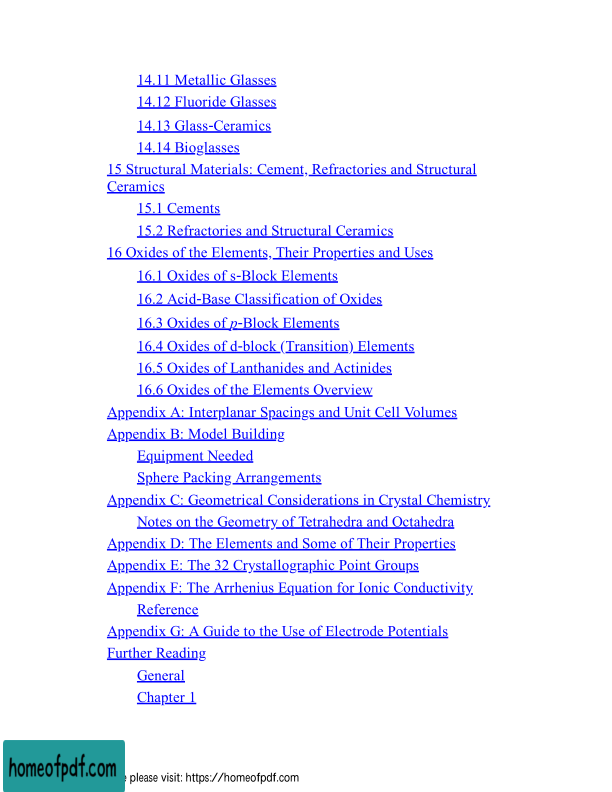 14.11 Metallic Glasses
14.12 Fluoride Glasses
14.13 Glass-Ceramics
14.14 Bioglasses
15 Structural Materials: Cement, Refractories and Structural
Ceramics
15.1 Cements
15.2 Refractories and Structural Ceramics
16 Oxides of the Elements, Their Properties and Uses
16.1 Oxides of s-Block Elements
16.2 Acid-Base Classification of Oxides
16.3 Oxides of p-Block Elements
16.4 Oxides of d-block (Transition) Elements
16.5 Oxides of Lanthanides and Actinides
16.6 Oxides of the Elements Overview
Appendix A: Interplanar Spacings and Unit Cell Volumes
Appendix B: Model Building
Equipment Needed
Sphere Packing Arrangements
Appendix C: Geometrical Considerations in Crystal Chemistry
Notes on the Geometry of Tetrahedra and Octahedra
Appendix D: The Elements and Some of Their Properties
Appendix E: The 32 Crystallographic Point Groups
Appendix F: The Arrhenius Equation for Ionic Conductivity
Reference
Appendix G: A Guide to the Use of Electrode Potentials
Further Reading
General
Chapter 1
homeofpdf.com
please visit: https://homeofpdf.com